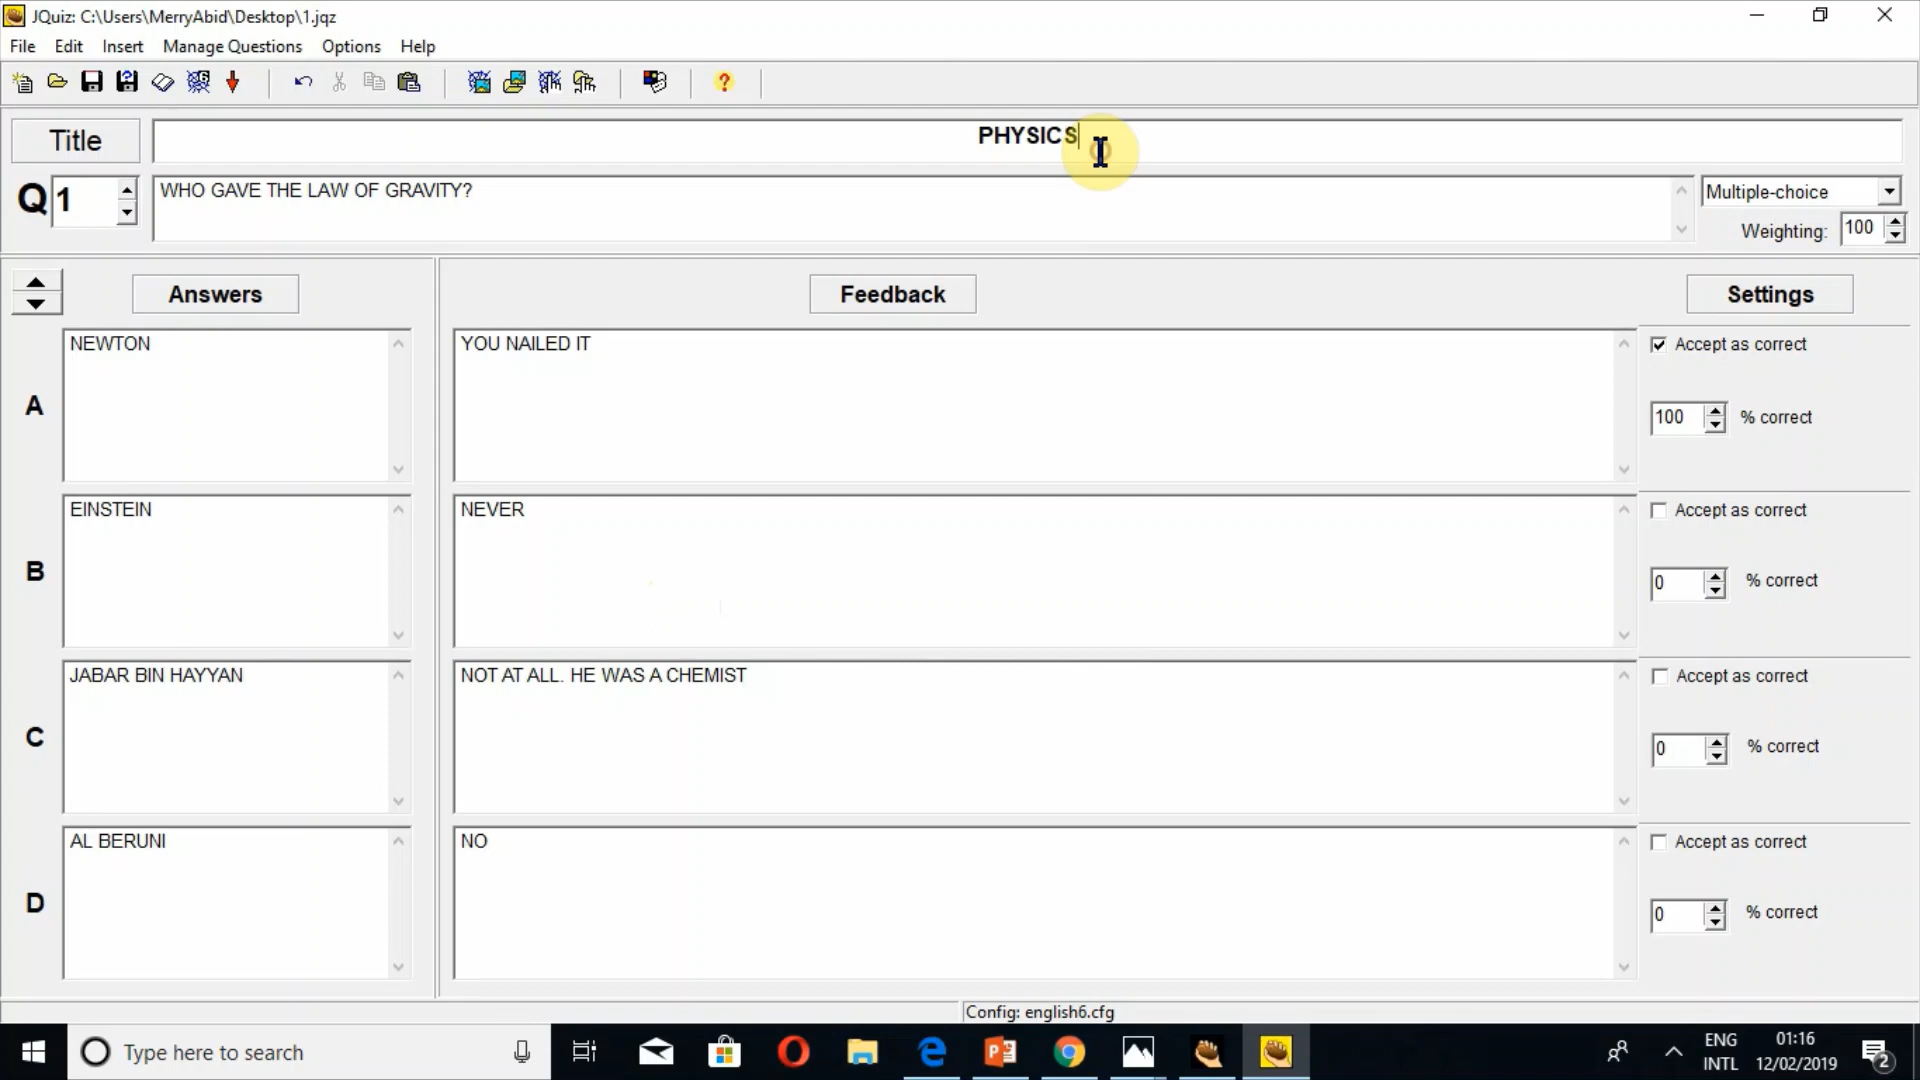 JQuiz: C:\Users\MerryAbid\Desktop\1.jqz
File Edit Insert Manage Questions Options Help
Title
PHYSICS
Q 1
WHO GAVE THE LAW OF GRAVITY?
Multiple-choice
Weighting: 100
Answers
Feedback
Settings
A
NEWTON
YOU NAILED IT
Accept as correct
100 % correct
B
EINSTEIN
NEVER
Accept as correct
0 % correct
C
JABAR BIN HAYYAN
NOT AT ALL. HE WAS A CHEMIST
Accept as correct
0 % correct
D
AL BERUNI
NO
Accept as correct
0 % correct
Config: english6.cfg
Type here to search
ENG
INTL
01:16
12/02/2019
2